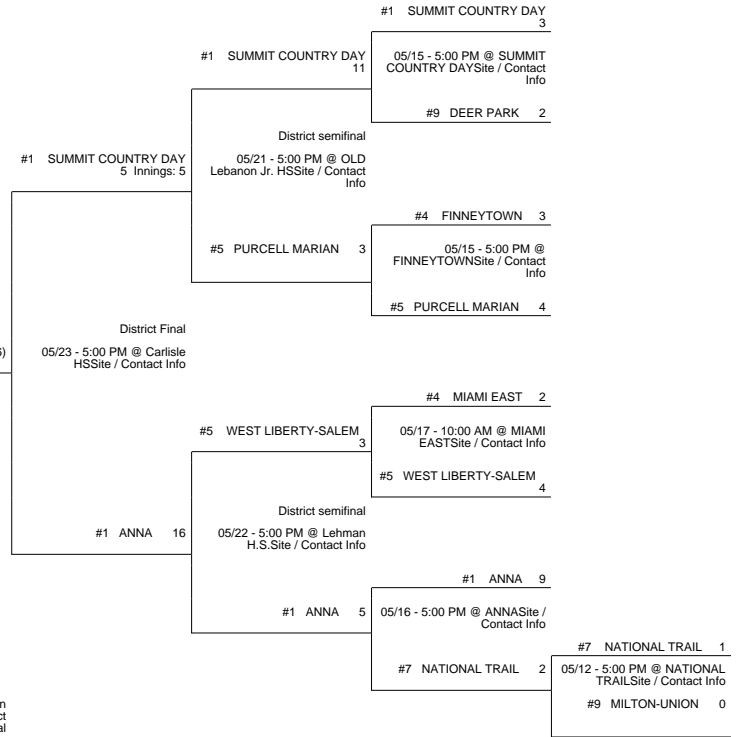 #1 SUMMIT COUNTRY DAY
3
#1 SUMMIT COUNTRY DAY
11
05/15 - 5:00 PM @ SUMMIT
COUNTRY DAYSite / Contact
Info
#9 DEER PARK 2
District semifinal
#1 SUMMIT COUNTRY DAY
5 Innings: 5
05/21 - 5:00 PM @ OLD
Lebanon Jr. HSSite / Contact
Info
#4 FINNEYTOWN 3
#5 PURCELL MARIAN 3
05/15 - 5:00 PM @
FINNEYTOWNSite / Contact
Info
#5 PURCELL MARIAN 4
District Final
05/23 - 5:00 PM @ Carlisle
HSSite / Contact Info
#4 MIAMI EAST 2
#5 WEST LIBERTY-SALEM
3
05/17 - 10:00 AM @ MIAMI
EASTSite / Contact Info
#5 WEST LIBERTY-SALEM
4
District semifinal
#1 ANNA 16
05/22 - 5:00 PM @ Lehman
H.S.Site / Contact Info
#1 ANNA 9
#1 ANNA 5
05/16 - 5:00 PM @ ANNASite /
Contact Info
#7 NATIONAL TRAIL 1
#7 NATIONAL TRAIL 2
05/12 - 5:00 PM @ NATIONAL
TRAILSite / Contact Info
#9 MILTON-UNION 0